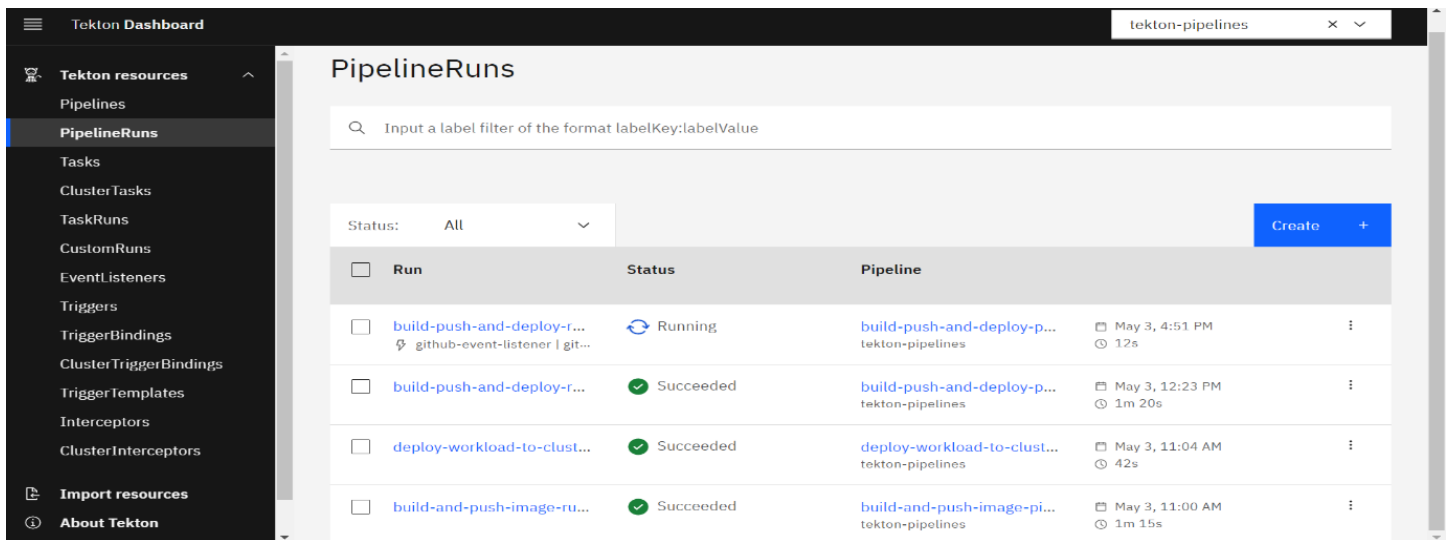 Tekton Dashboard
tekton-pipelines
Tekton resources
Pipelines
PipelineRuns
Tasks
ClusterTasks
TaskRuns
CustomRuns
EventListeners
Triggers
TriggerBindings
ClusterTriggerBindings
TriggerTemplates
Interceptors
ClusterInterceptors
Import resources
About Tekton
PipelineRuns
Input a label filter of the format labelKey:labelValue
Status: All
Create +
Run Status Pipeline
build-push-and-deploy-r... Running build-push-and-deploy-p... May 3, 4:51 PM
github-event-listener | git... tekton-pipelines 12s
build-push-and-deploy-r... Succeeded build-push-and-deploy-p... May 3, 12:23 PM
tekton-pipelines 1m 20s
deploy-workload-to-clust... Succeeded deploy-workload-to-clust... May 3, 11:04 AM
tekton-pipelines 42s
build-and-push-image-ru... Succeeded build-and-push-image-pi... May 3, 11:00 AM
tekton-pipelines 1m 15s